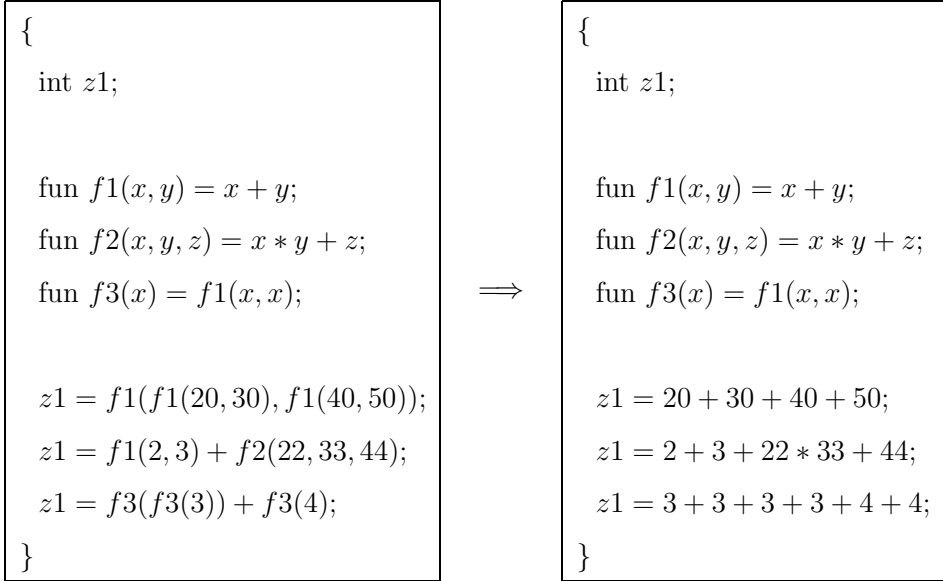 {
int z1;
fun f1(x, y) = x + y;
fun f2(x, y, z) = x ∗ y + z;
fun f3(x) = f1(x, x);
z1 = f1(f1(20, 30), f1(40, 50));
z1 = f1(2, 3) + f2(22, 33, 44);
z1 = f3(f3(3)) + f3(4);
}
⟹
{
int z1;
fun f1(x, y) = x + y;
fun f2(x, y, z) = x ∗ y + z;
fun f3(x) = f1(x, x);
z1 = 20 + 30 + 40 + 50;
z1 = 2 + 3 + 22 ∗ 33 + 44;
z1 = 3 + 3 + 3 + 3 + 4 + 4;
}